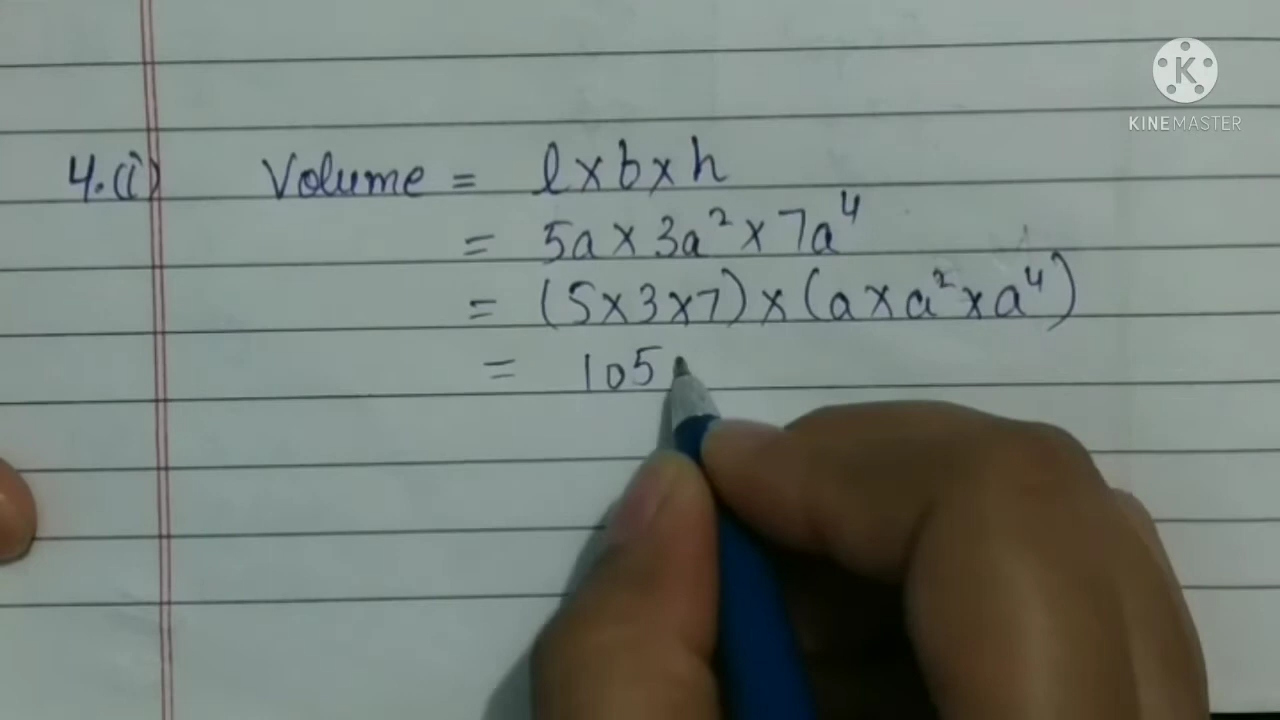 K
KINEMASTER
4.(i) Volume = l×b×h
= 5a×3a²×7a⁴
= (5×3×7)×(a×a²×a⁴)
= 105